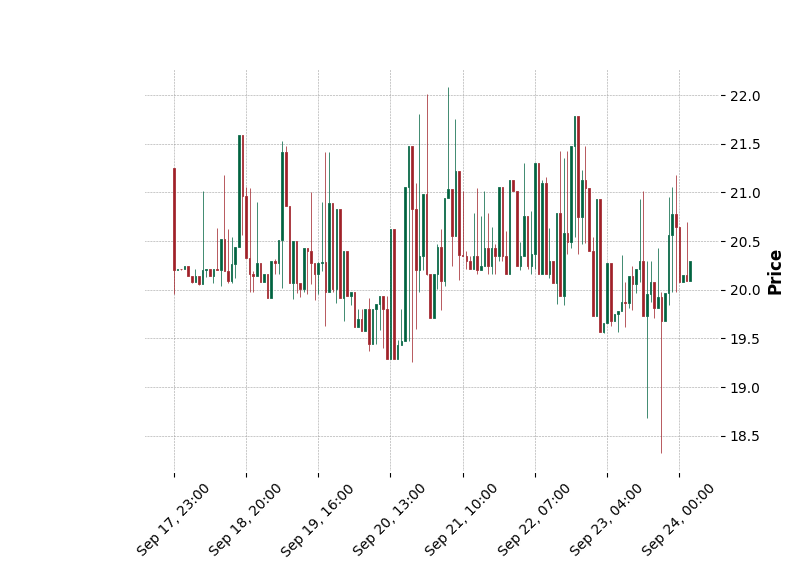 22.0
21.5
21.0
20.5
20.0
19.5
19.0
18.5
Price
Sep 17, 23:00
Sep 18, 20:00
Sep 19, 16:00
Sep 20, 13:00
Sep 21, 10:00
Sep 22, 07:00
Sep 23, 04:00
Sep 24, 00:00